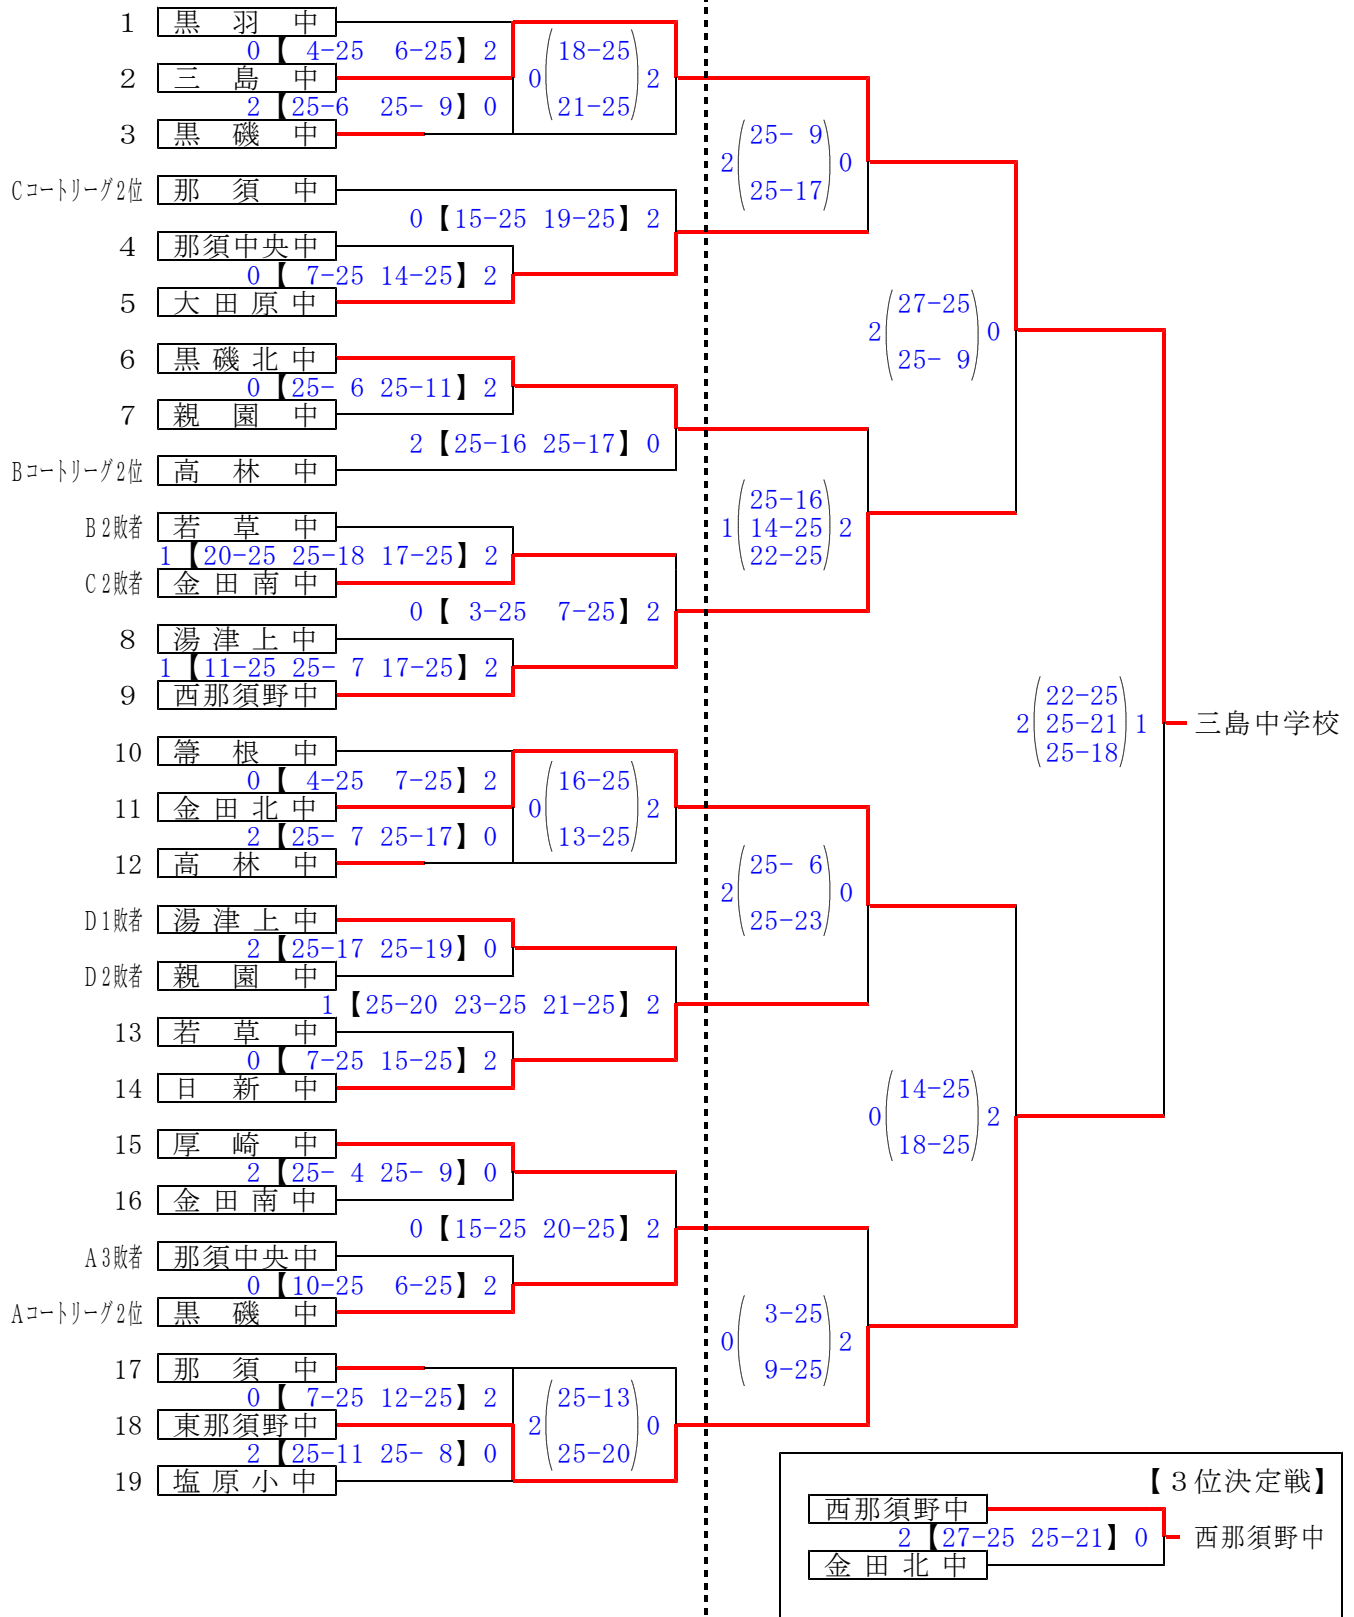 1 黒羽中
0【 4-25 6-25】2
2 三島中
2【25-6 25- 9】0
3 黒磯中
0 18-25 2
21-25
Cコートリーグ2位 那須中
0【15-25 19-25】2
4 那須中央中
0【 7-25 14-25】2
5 大田原中
2 25- 9 0
25-17
6 黒磯北中
0【25- 6 25-11】2
7 親園中
2【25-16 25-17】0
Bコートリーグ2位 高林中
2 27-25 0
25- 9
B2敗者 若草中
1【20-25 25-18 17-25】2
C2敗者 金田南中
0【 3-25 7-25】2
8 湯津上中
1【11-25 25- 7 17-25】2
9 西那須野中
25-16
1 14-25 2
22-25
10 箒根中
0【 4-25 7-25】2
11 金田北中
2【25- 7 25-17】0
12 高林中
0 16-25 2
13-25
22-25
2 25-21 1
25-18
三島中学校
D1敗者 湯津上中
2【25-17 25-19】0
D2敗者 親園中
1【25-20 23-25 21-25】2
13 若草中
0【 7-25 15-25】2
14 日新中
2 25- 6 0
25-23
15 厚崎中
2【25- 4 25- 9】0
16 金田南中
0【15-25 20-25】2
A3敗者 那須中央中
0【10-25 6-25】2
Aコートリーグ2位 黒磯中
0 14-25 2
18-25
17 那須中
0【 7-25 12-25】2
18 東那須野中
2【25-11 25- 8】0
19 塩原小中
2 25-13 0
25-20
0 3-25 2
9-25
【３位決定戦】
西那須野中
2【27-25 25-21】0 西那須野中
金田北中